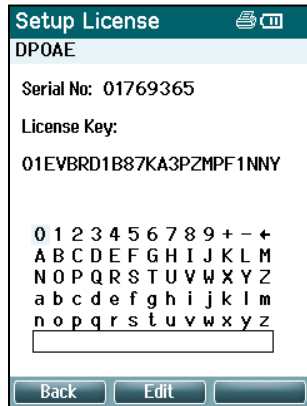 Setup License
DPOAE
Serial No: 01769365
License Key:
01EVBRD1B87KA3PZMPF1NNY
0 1 2 3 4 5 6 7 8 9 + - ←
A B C D E F G H I J K L M
N O P Q R S T U V W X Y Z
a b c d e f g h i j k l m
n o p q r s t u v w x y z
Back Edit